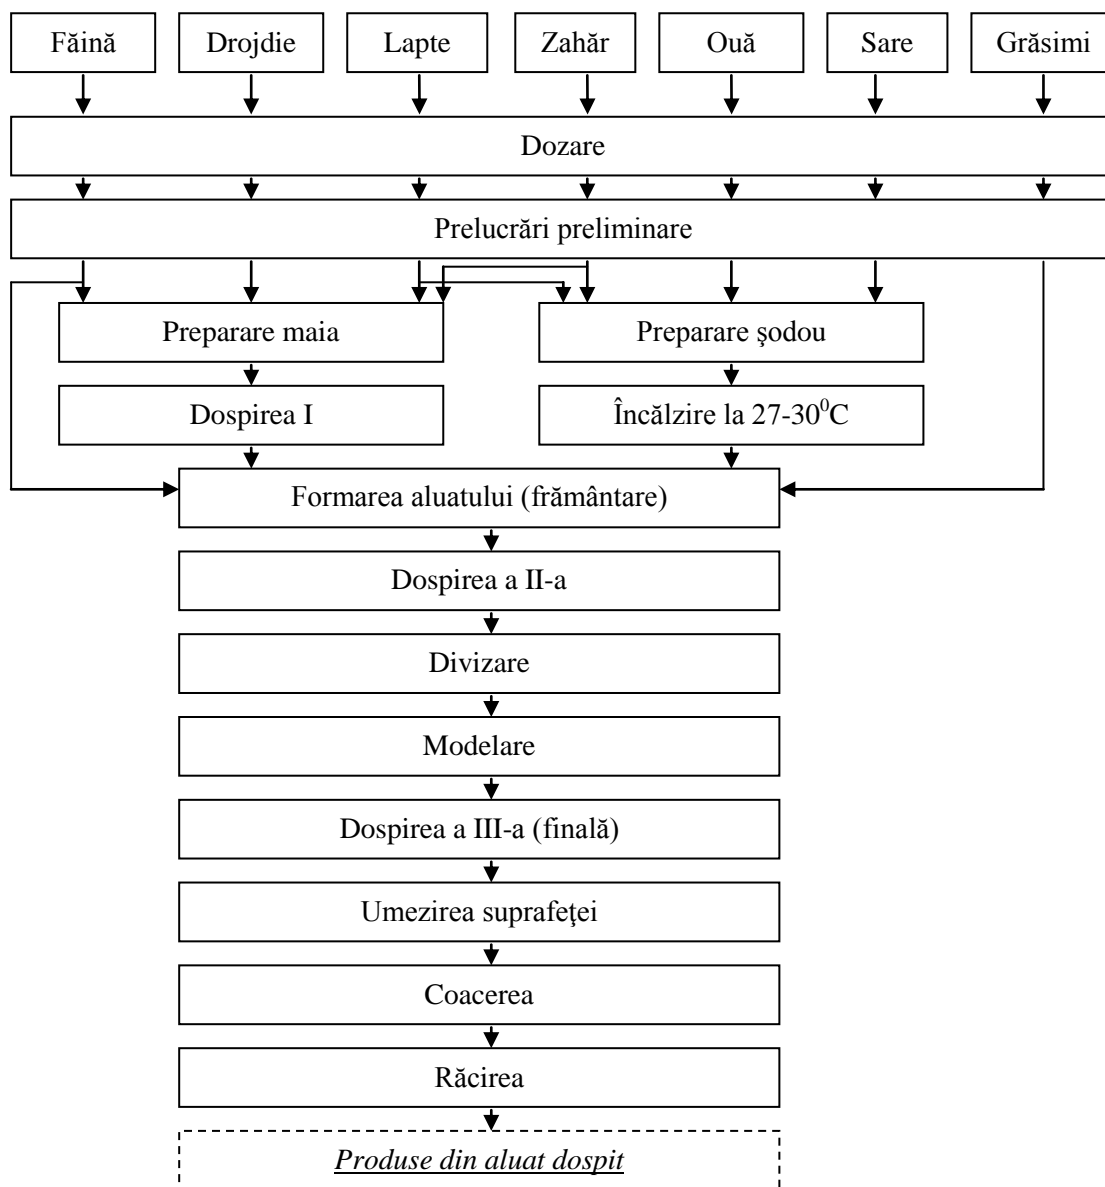 Făină Drojdie Lapte Zahăr Ouă Sare Grăsimi
Dozare
Prelucrări preliminare
Preparare maia Preparare şodou
Dospirea I Încălzire la 27-30⁰C
Formarea aluatului (frământare)
Dospirea a II-a
Divizare
Modelare
Dospirea a III-a (finală)
Umezirea suprafeţei
Coacerea
Răcirea
Produse din aluat dospit